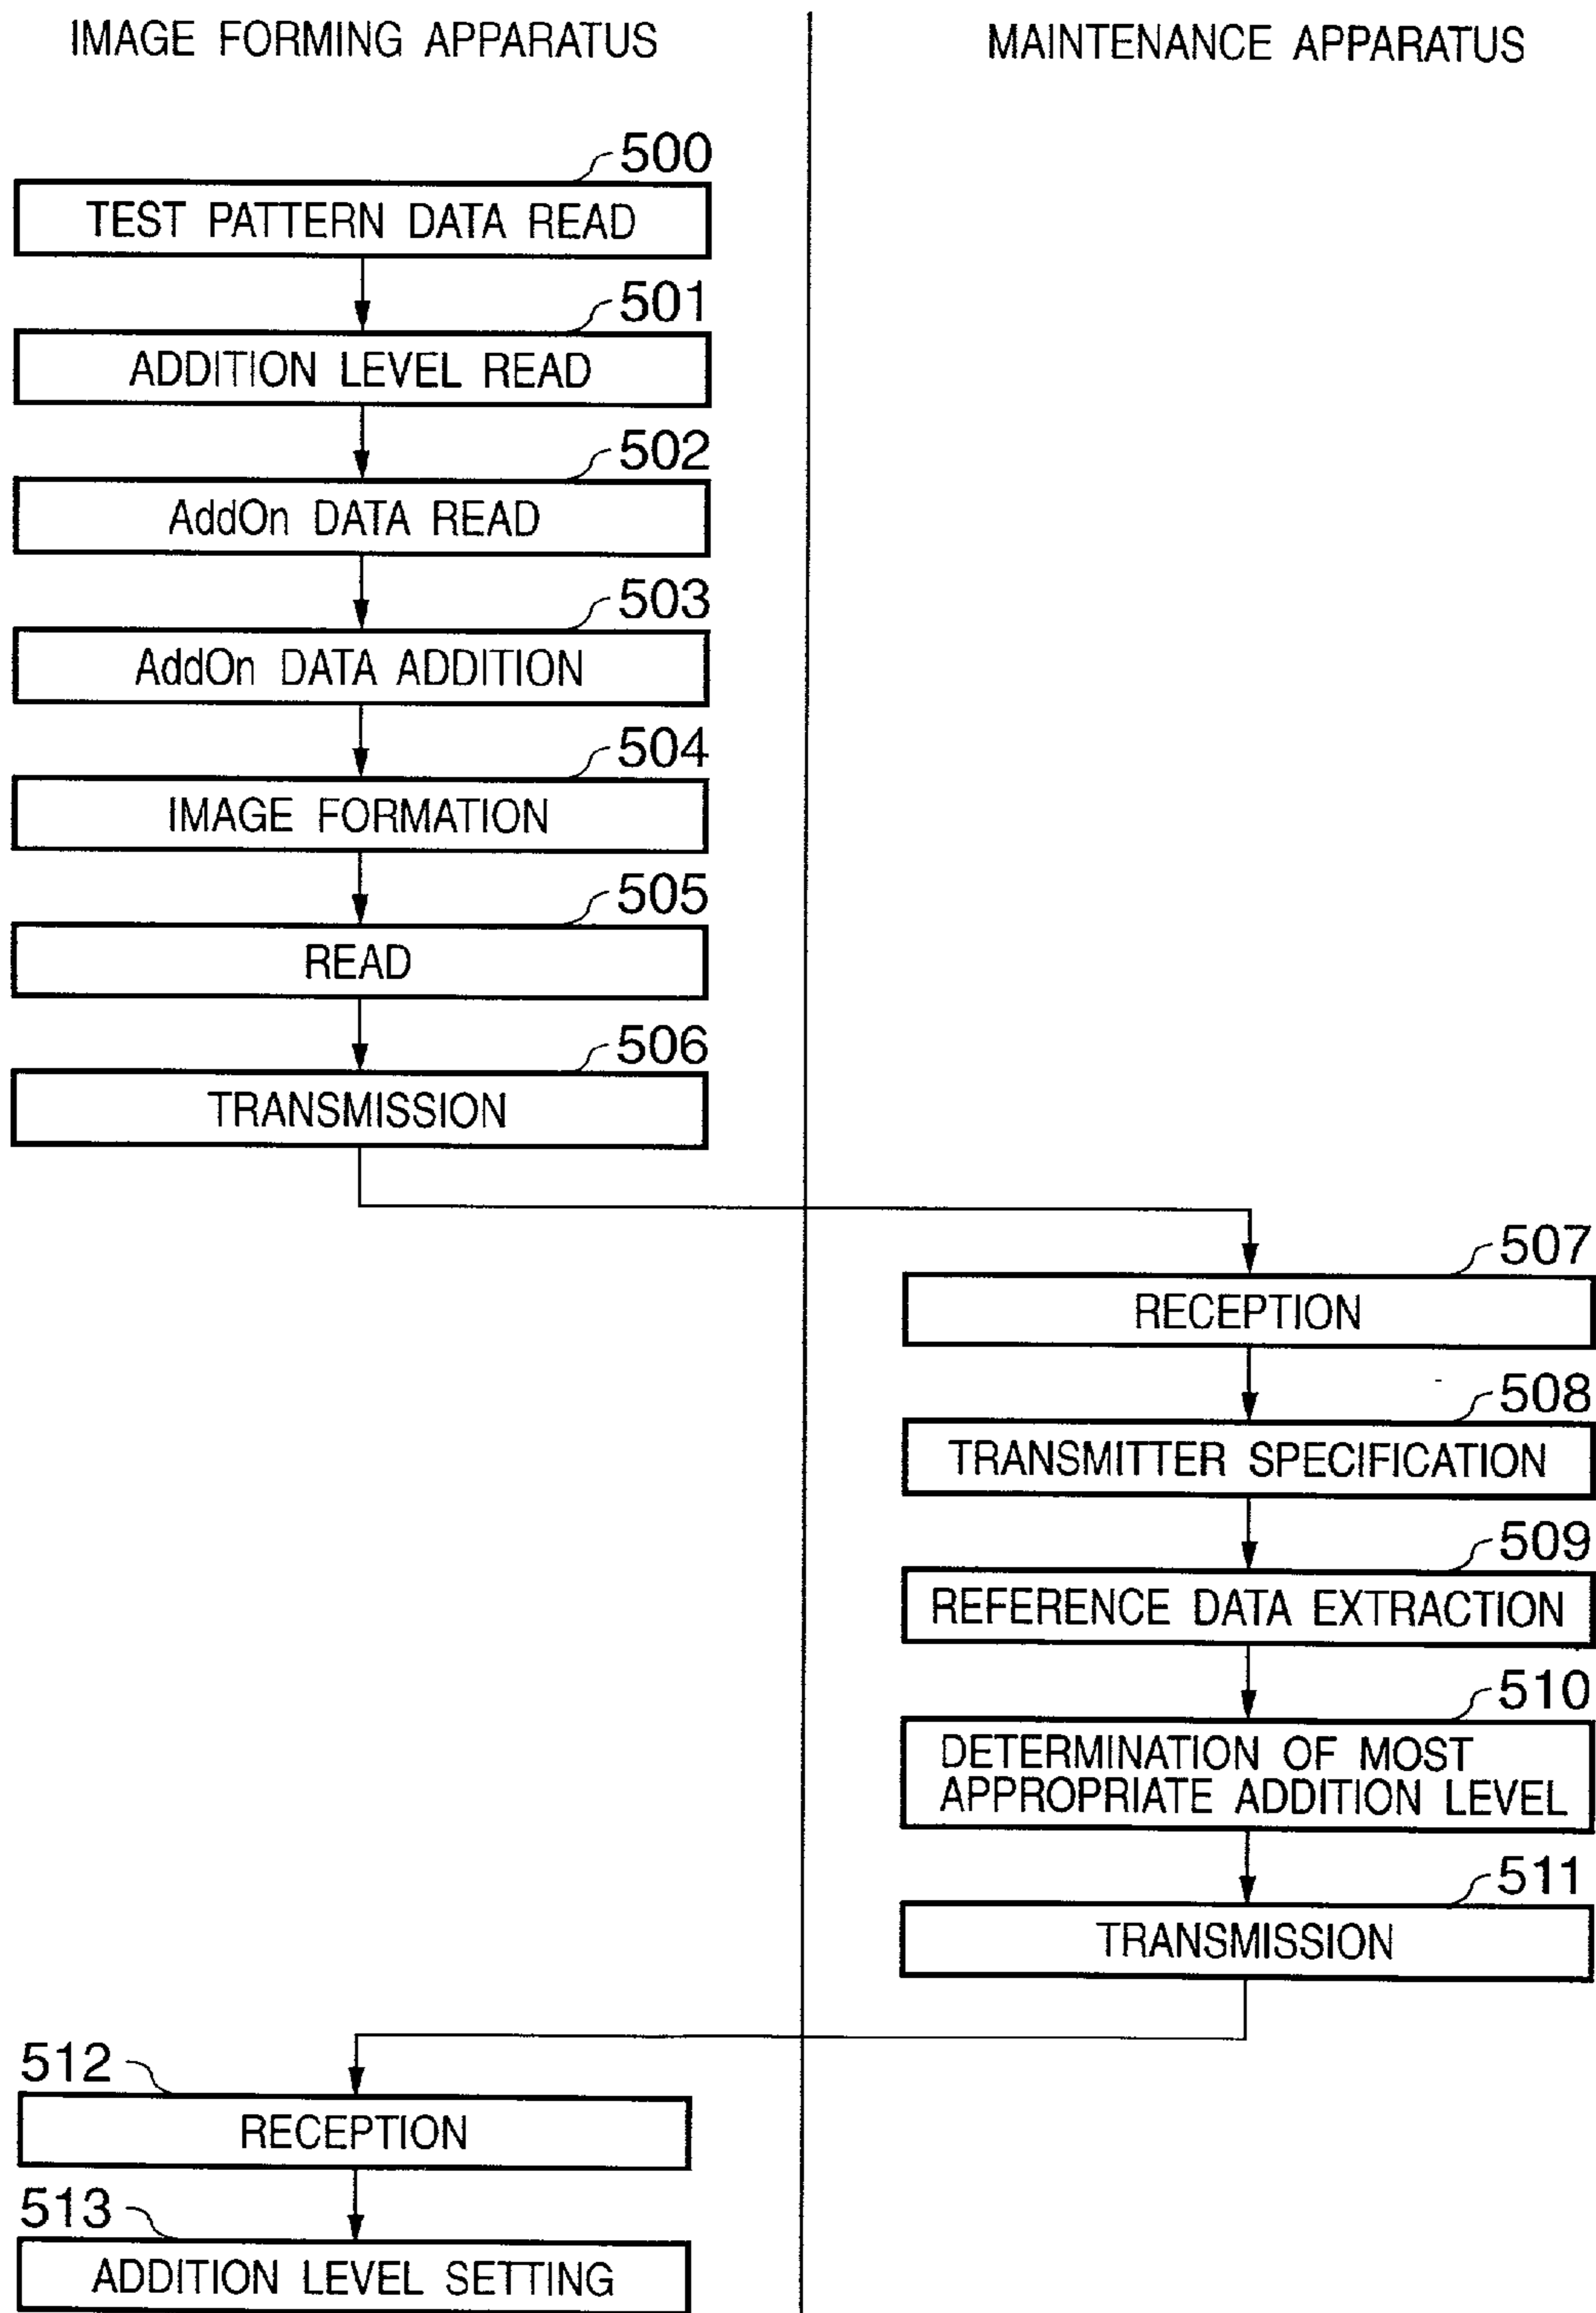 IMAGE FORMING APPARATUS
MAINTENANCE APPARATUS
500
TEST PATTERN DATA READ
501
ADDITION LEVEL READ
502
AddOn DATA READ
503
AddOn DATA ADDITION
504
IMAGE FORMATION
505
READ
506
TRANSMISSION
507
RECEPTION
508
TRANSMITTER SPECIFICATION
509
REFERENCE DATA EXTRACTION
510
DETERMINATION OF MOST
APPROPRIATE ADDITION LEVEL
511
TRANSMISSION
512
RECEPTION
513
ADDITION LEVEL SETTING